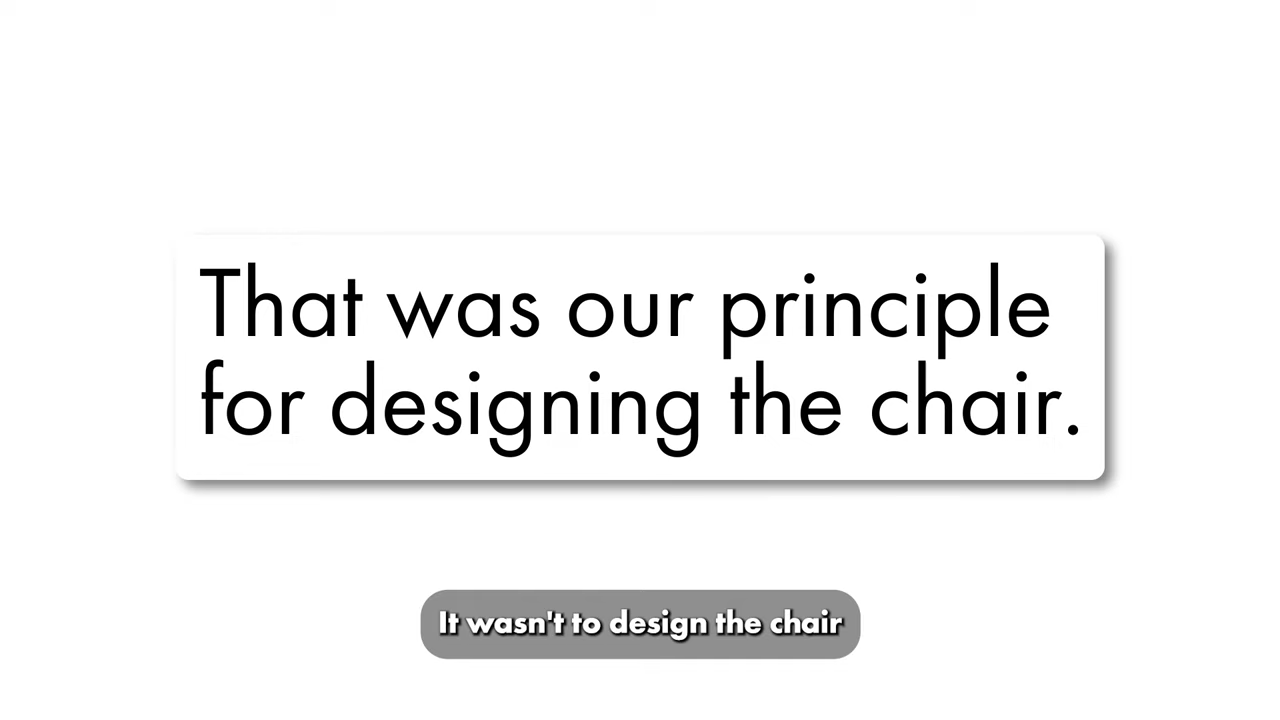 That was our principle
for designing the chair.
It wasn't to design the chair